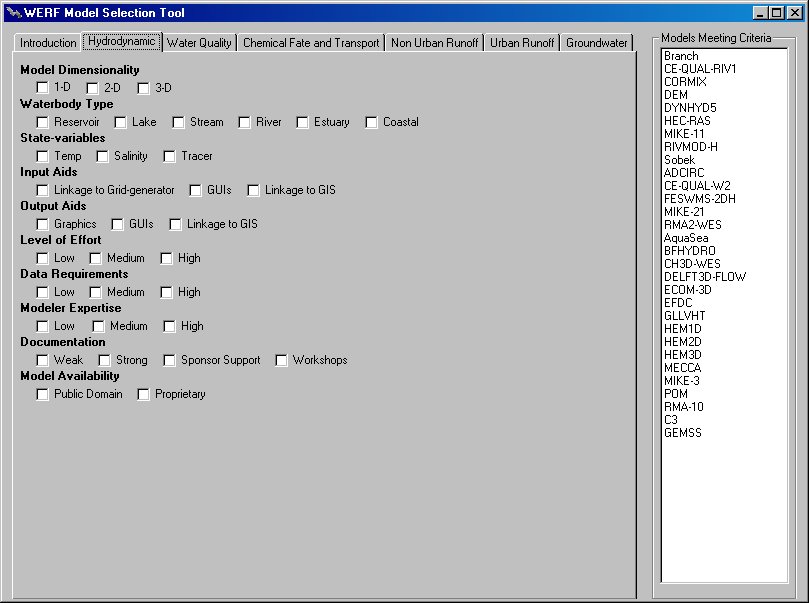 WERF Model Selection Tool
Introduction Hydrodynamic Water Quality Chemical Fate and Transport Non Urban Runoff Urban Runoff Groundwater
Model Dimensionality
1-D 2-D 3-D
Waterbody Type
Reservoir Lake Stream River Estuary Coastal
State-variables
Temp Salinity Tracer
Input Aids
Linkage to Grid-generator GUIs Linkage to GIS
Output Aids
Graphics GUIs Linkage to GIS
Level of Effort
Low Medium High
Data Requirements
Low Medium High
Modeler Expertise
Low Medium High
Documentation
Weak Strong Sponsor Support Workshops
Model Availability
Public Domain Proprietary
Models Meeting Criteria
Branch
CE-QUAL-RIV1
CORMIX
DEM
DYNHYD5
HEC-RAS
MIKE-11
RIVMOD-H
Sobek
ADCIRC
CE-QUAL-W2
FESWMS-2DH
MIKE-21
RMA2-WES
AquaSea
BFHYDRO
CH3D-WES
DELFT3D-FLOW
ECOM-3D
EFDC
GLLVHT
HEM1D
HEM2D
HEM3D
MECCA
MIKE-3
POM
RMA-10
C3
GEMSS